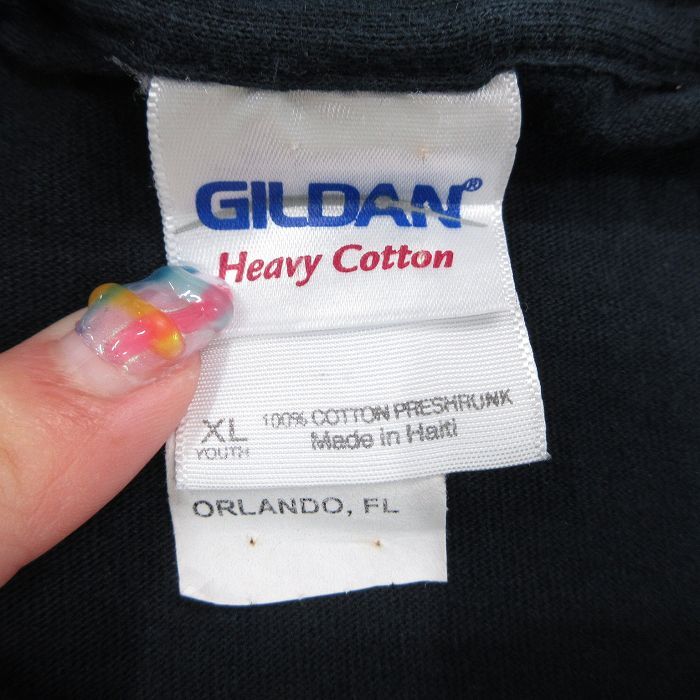 GILDAN®
Heavy Cotton
XL 100% COTTON PRESHRUNK
YOUTH Made in Haiti
ORLANDO, FL